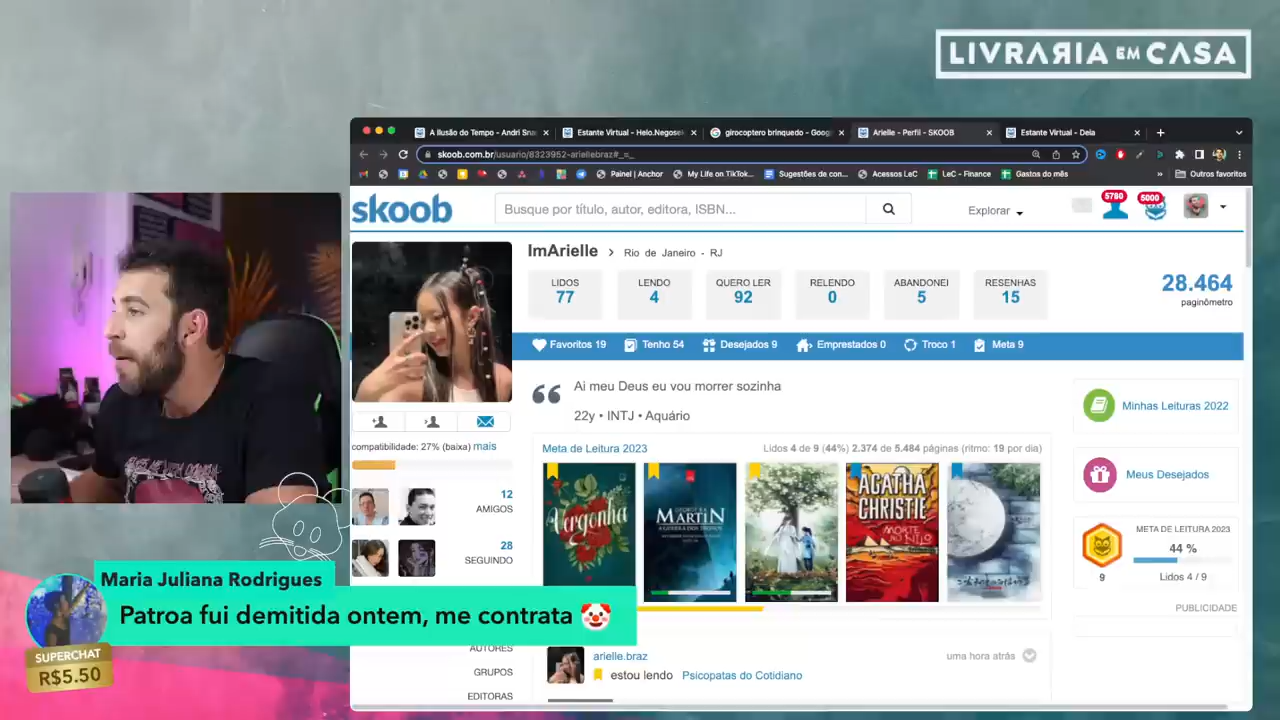 LIVRARIA EM CASA
A Ilusão do Tempo - Andri Sna
Estante Virtual - Helo.Negose
girocoptero brinquedo - Goog
Arielle - Perfil - SKOOB
Estante Virtual - Deia
skoob.com.br/usuario/8323952-ariellebraz#_=_
Painel | Anchor
My Life on TikTok...
Sugestões de con...
Acessos LeC
LeC - Finance
Gastos do mês
Outros favoritos
skoob
Busque por título, autor, editora, ISBN...
Explorar
5780
5000
ImArielle > Rio de Janeiro - RJ
LIDOS
77
LENDO
4
QUERO LER
92
RELENDO
0
ABANDONEI
5
RESENHAS
15
28.464
paginômetro
Favoritos 19
Tenho 54
Desejados 9
Emprestados 0
Troco 1
Meta 9
Ai meu Deus eu vou morrer sozinha
22y • INTJ • Aquário
compatibilidade: 27% (baixa) mais
12
AMIGOS
28
SEGUINDO
Meta de Leitura 2023
Lidos 4 de 9 (44%) 2.374 de 5.484 páginas (ritmo: 19 por dia)
Vergonha
GEORGE R.R.
MARTIN
A GUERRA DOS TRONOS
AGATHA
CHRISTIE
MORTE
NO NILO
Minhas Leituras 2022
Meus Desejados
META DE LEITURA 2023
44 %
9
Lidos 4 / 9
PUBLICIDADE
Maria Juliana Rodrigues
Patroa fui demitida ontem, me contrata 🤡
SUPERCHAT
R$5.50
AUTORES
GRUPOS
EDITORAS
arielle.braz
uma hora atrás
estou lendo Psicopatas do Cotidiano